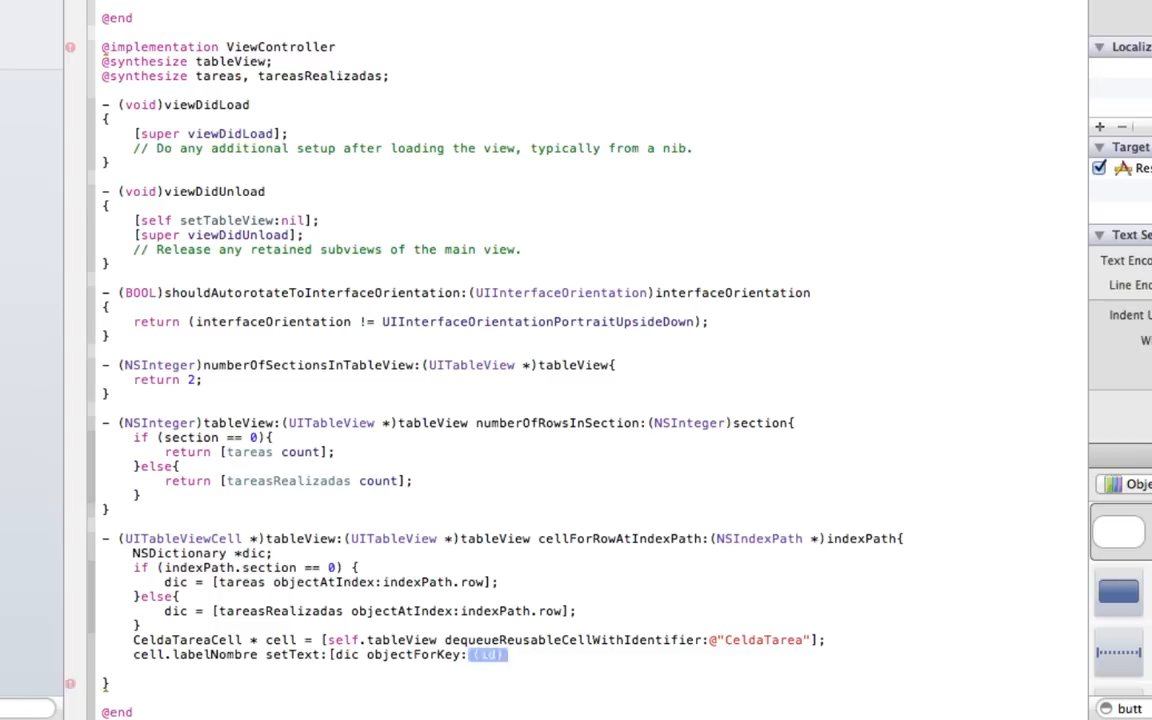 @end
@implementation ViewController
@synthesize tableView;
@synthesize tareas, tareasRealizadas;
- (void)viewDidLoad
{
[super viewDidLoad];
// Do any additional setup after loading the view, typically from a nib.
}
- (void)viewDidUnload
{
[self setTableView:nil];
[super viewDidUnload];
// Release any retained subviews of the main view.
}
- (BOOL)shouldAutorotateToInterfaceOrientation:(UIInterfaceOrientation)interfaceOrientation
{
return (interfaceOrientation != UIInterfaceOrientationPortraitUpsideDown);
}
- (NSInteger)numberOfSectionsInTableView:(UITableView *)tableView{
return 2;
}
- (NSInteger)tableView:(UITableView *)tableView numberOfRowsInSection:(NSInteger)section{
if (section == 0){
return [tareas count];
}else{
return [tareasRealizadas count];
}
}
- (UITableViewCell *)tableView:(UITableView *)tableView cellForRowAtIndexPath:(NSIndexPath *)indexPath{
NSDictionary *dic;
if (indexPath.section == 0) {
dic = [tareas objectAtIndex:indexPath.row];
}else{
dic = [tareasRealizadas objectAtIndex:indexPath.row];
}
CeldaTareaCell * cell = [self.tableView dequeueReusableCellWithIdentifier:@"CeldaTarea"];
cell.labelNombre setText:[dic objectForKey:(id)
}
@end
Localiz
+ −
Target
Res
Text Se
Text Enco
Line End
Indent U
Wi
Obje
butt